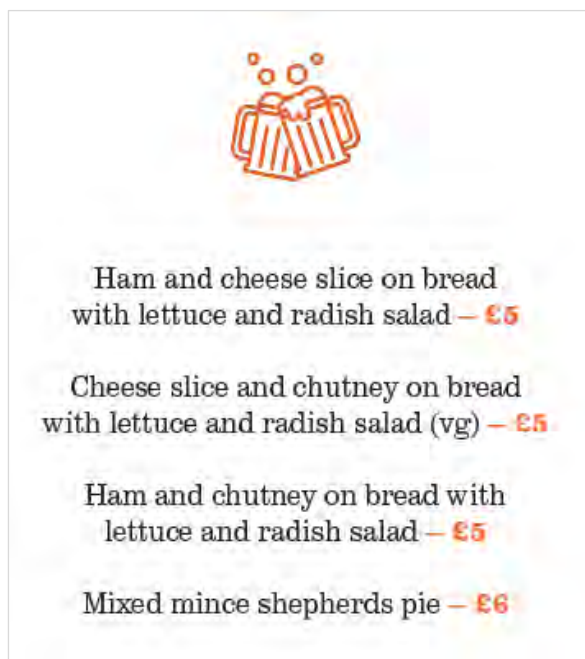 Ham and cheese slice on bread
with lettuce and radish salad – £5
Cheese slice and chutney on bread
with lettuce and radish salad (vg) – £5
Ham and chutney on bread with
lettuce and radish salad – £5
Mixed mince shepherds pie – £6